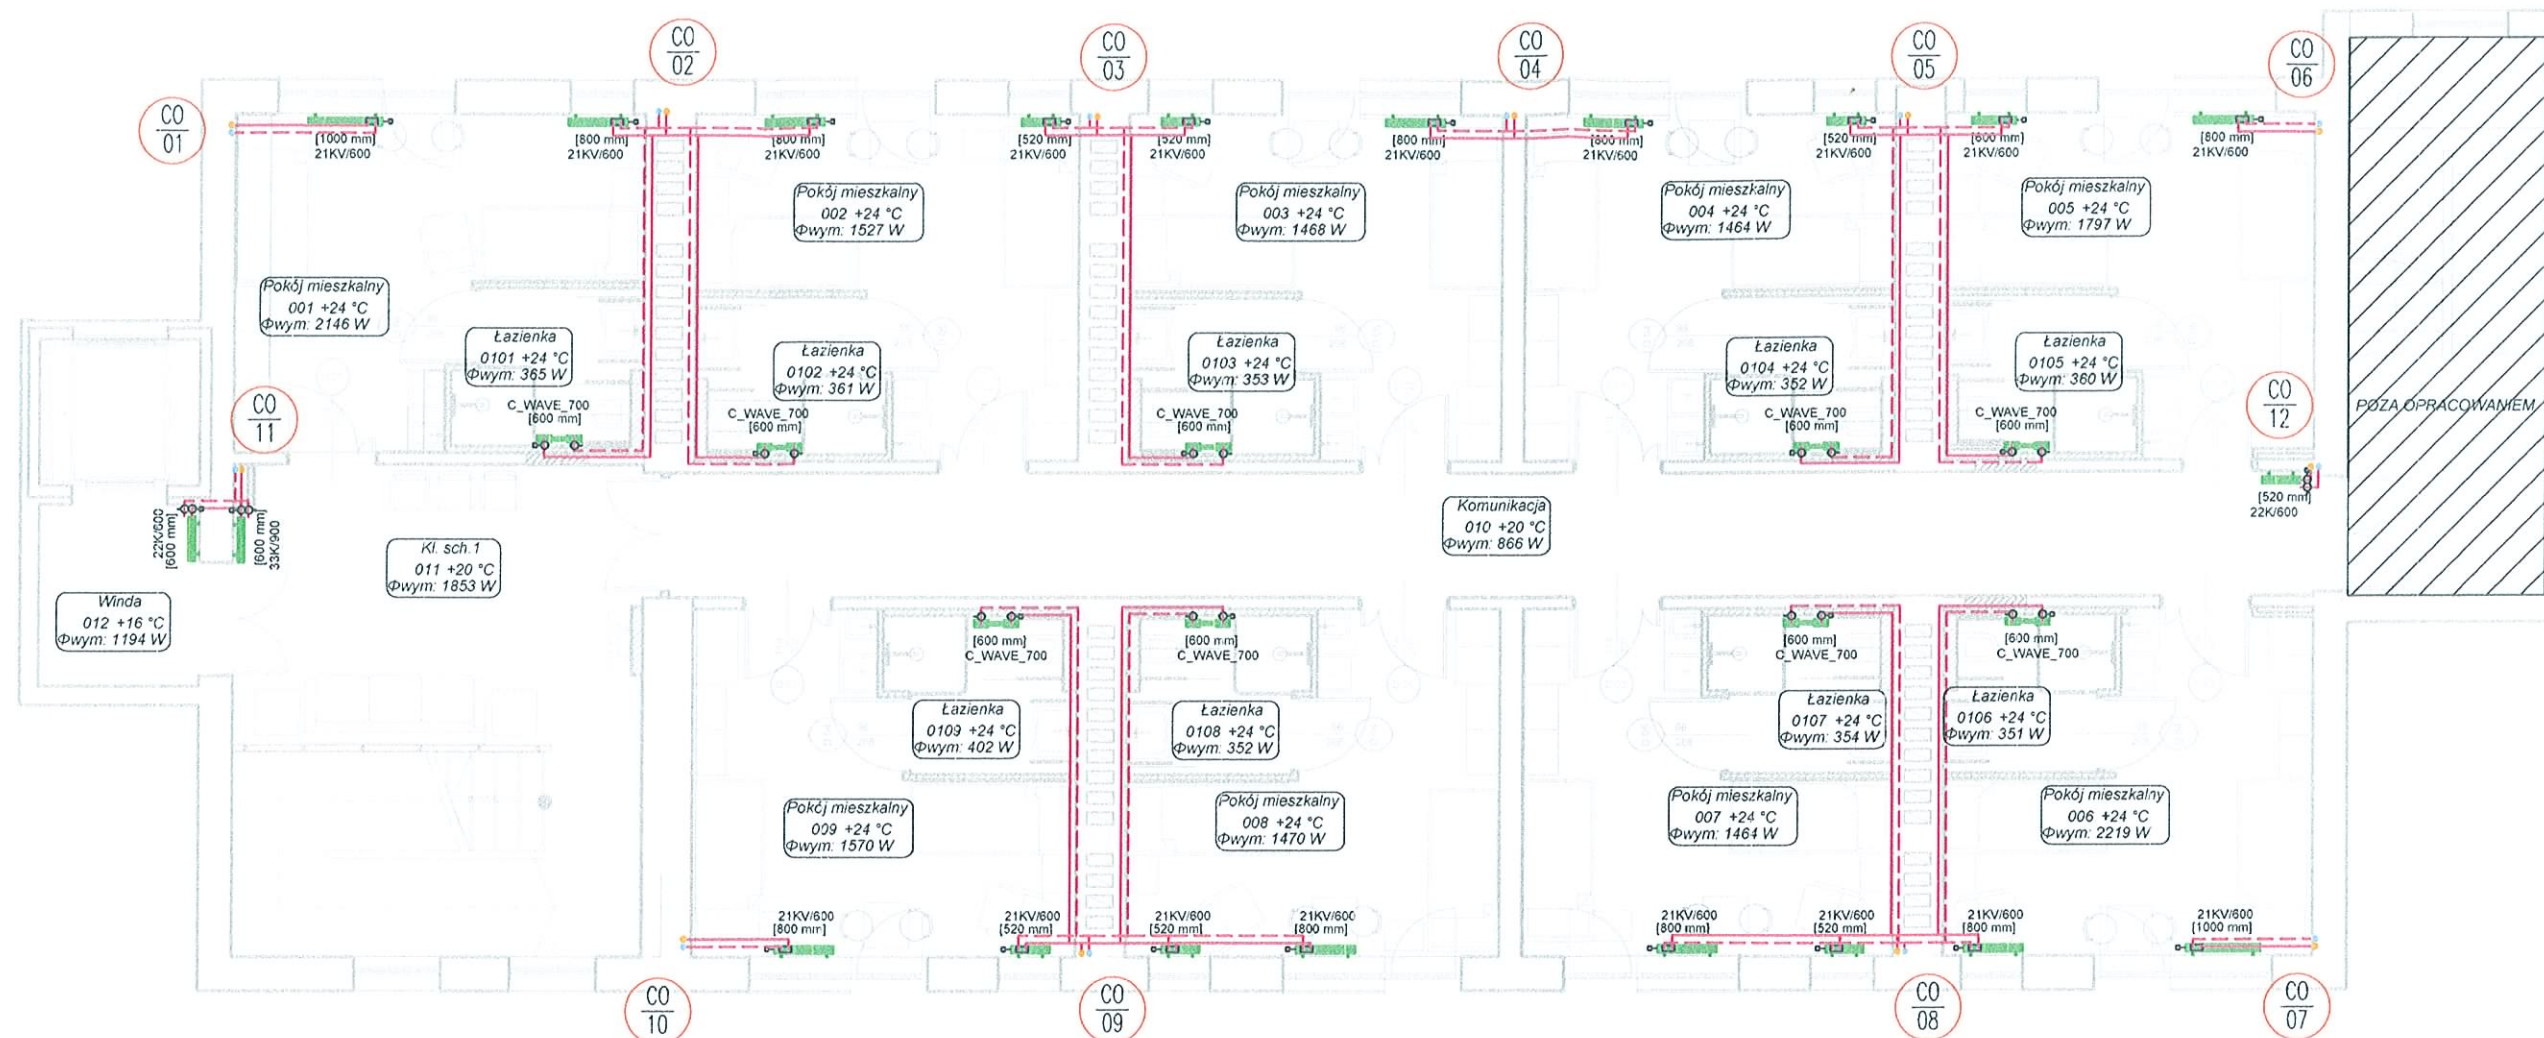 CO
02
CO
03
CO
04
CO
05
CO
06
CO
01
[1000 mm]
21KV/600
[800 mm]
21KV/600
[800 mm]
21KV/600
[520 mm]
21KV/600
[520 mm]
21KV/600
[800 mm]
21KV/600
[800 mm]
21KV/600
[520 mm]
21KV/600
[600 mm]
21KV/600
[800 mm]
21KV/600
Pokój mieszkalny
002 +24 °C
Φwym: 1527 W
Pokój mieszkalny
003 +24 °C
Φwym: 1468 W
Pokój mieszkalny
004 +24 °C
Φwym: 1464 W
Pokój mieszkalny
005 +24 °C
Φwym: 1797 W
Pokój mieszkalny
001 +24 °C
Φwym: 2146 W
Łazienka
0101 +24 °C
Φwym: 365 W
Łazienka
0102 +24 °C
Φwym: 361 W
Łazienka
0103 +24 °C
Φwym: 353 W
Łazienka
0104 +24 °C
Φwym: 352 W
Łazienka
0105 +24 °C
Φwym: 360 W
CO
11
C_WAVE_700
[600 mm]
C_WAVE_700
[600 mm]
C_WAVE_700
[600 mm]
C_WAVE_700
[600 mm]
C_WAVE_700
[600 mm]
CO
12
POZA OPRACOWANIEM
[520 mm]
22K/600
22K/600
[600 mm]
[600 mm]
33K/900
Kl. sch.1
011 +20 °C
Φwym: 1853 W
Komunikacja
010 +20 °C
Φwym: 866 W
Winda
012 +16 °C
Φwym: 1194 W
[600 mm]
C_WAVE_700
[600 mm]
C_WAVE_700
[600 mm]
C_WAVE_700
[600 mm]
C_WAVE_700
Łazienka
0109 +24 °C
Φwym: 402 W
Łazienka
0108 +24 °C
Φwym: 352 W
Łazienka
0107 +24 °C
Φwym: 354 W
Łazienka
0106 +24 °C
Φwym: 351 W
Pokój mieszkalny
009 +24 °C
Φwym: 1570 W
Pokój mieszkalny
008 +24 °C
Φwym: 1470 W
Pokój mieszkalny
007 +24 °C
Φwym: 1464 W
Pokój mieszkalny
006 +24 °C
Φwym: 2219 W
21KV/600
[800 mm]
21KV/600
[520 mm]
21KV/600
[520 mm]
21KV/600
[800 mm]
21KV/600
[800 mm]
21KV/600
[520 mm]
21KV/600
[800 mm]
21KV/600
[1000 mm]
CO
10
CO
09
CO
08
CO
07